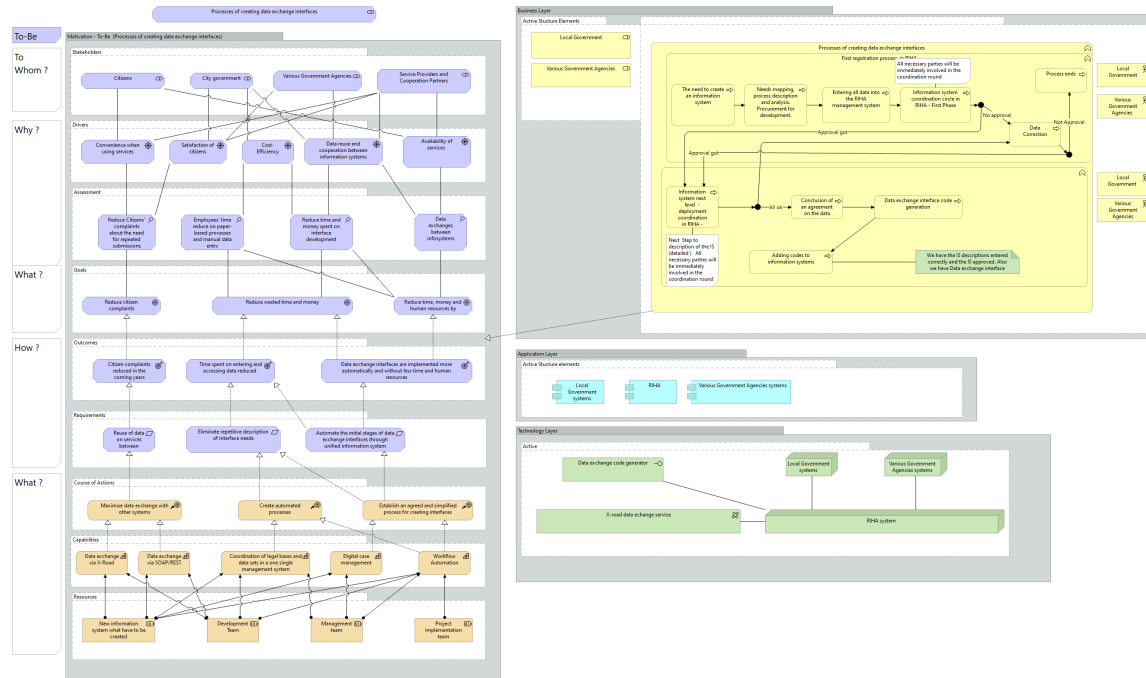 Processes of creating data exchange interfaces
To-Be
To
Whom ?
Why ?
What ?
How ?
What ?
Motivation - To-Be (Processes of creating data exchange interfaces)
Stakeholders
Citizens
City government
Various Government Agencies
Service Providers and
Cooperation Partners
Drivers
Convenience when
using services
Satisfaction of
citizens
Cost-
Efficiency
Data reuse and
cooperation between
information systems
Availability of
services
Assessment
Reduce Citizens'
complaints
about the need
for repeated
submissions
Employees' time
reduce on paper-
based processes
and manual data
entry
Reduce time and
money spent on
interface
development
Data
exchanges
between
infosystems
Goals
Reduce citizen
complaints
Reduce wasted time and money
Reduce time, money and
human resources by
Outcomes
Citizen complaints
reduced in the
coming years
Time spent on entering and
accessing data reduced
Data exchange interfaces are implemented more
automatically and without less time and human
resources
Requirements
Reuse of data
on services
between
Eliminate repetitive description
of interface needs
Automate the initial stages of data
exchange interfaces through
unified information system
Course of Actions
Maximise data exchange with
other systems
Create automated
processes
Establish an agreed and simplified
process for creating interfaces
Capabilities
Data exchange
via X-Road
Data exchange
via SOAP/REST
Coordination of legal bases and
data sets in a one single
management system
Digital case
management
Workflow
Automation
Resources
New information
system what have to be
created
Development
Team
Management
team
Project
implementation
team
Business Layer
Active Stucture Elements
Local Government
Various Government Agencies
Processes of creating data exchange interfaces
First registration process in RIHA
All necessary parties will be
immediately involved in the
coordination round
Process ends
The need to create
an information
system
Needs mapping,
process description
and analysis.
Procurement for
development.
Entering all data into
the RIHA
management system
Information system
coordination circle in
RIHA - First Phase
No approval
Data
Correction
Not Approval
Approval got
Approval got
Local
Government
Various
Government
Agencies
Information
system next
level -
deployment
coordination
in RIHA -
All ok
Conclusion of
an agreement
on the data
Data exchange interface code
generation
Next Step to
description of the IS
(detailed ) All
necessary parties will
be immediately
involved in the
coordination round
Adding codes to
information systems
We have the IS descriptions entered
correctly and the IS approved. Also
we have Data exchange interface
Local
Government
Various
Government
Agencies
Application Layer
Active Structure elements
Local
Government
systems
RIHA
Various Government Agencies systems
Technology Layer
Active
Data exchange code generator
Local Government
systems
Various Government
Agencies systems
X-road data exchange service
RIHA system